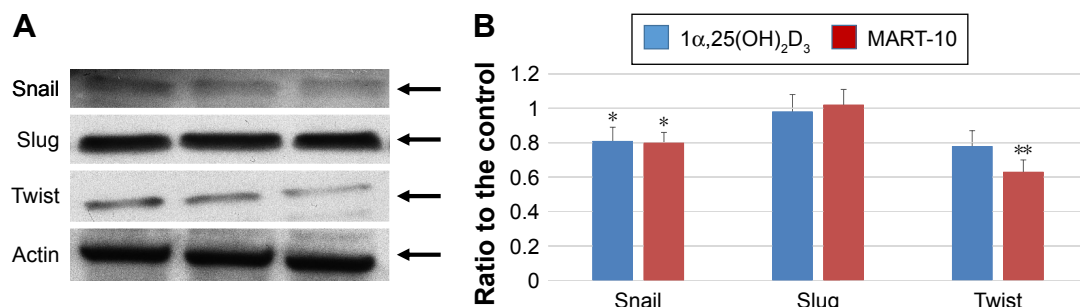 A
Snail
Slug
Twist
Actin
B
1α,25(OH)₂D₃ MART-10
Ratio to the control
1.2
1
0.8
0.6
0.4
0.2
0
* *
**
Snail Slug Twist